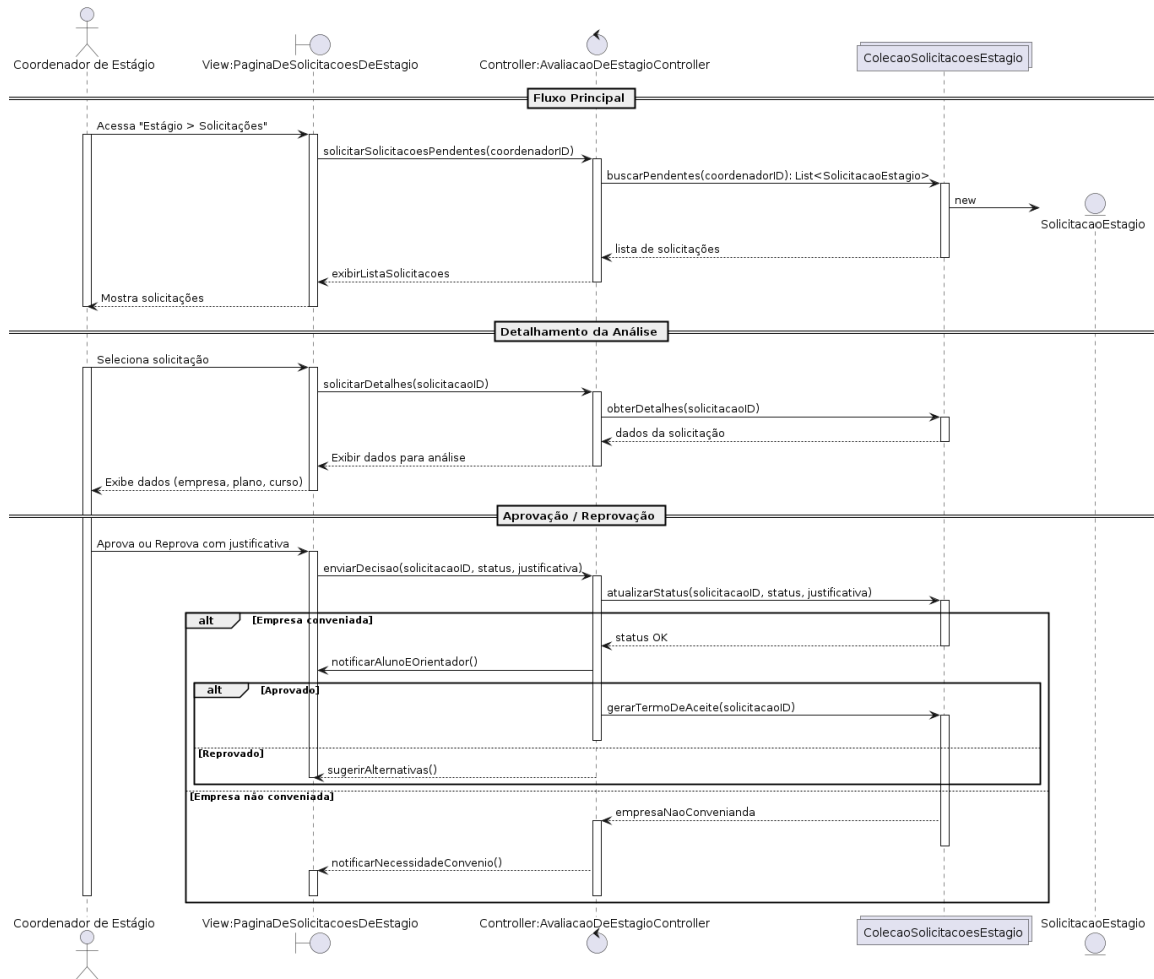 Coordenador de Estágio
View:PaginaDeSolicitacoesDeEstagio
Controller:AvaliacaoDeEstagioController
ColecaoSolicitacoesEstagio
Fluxo Principal
Acessa "Estágio > Solicitações"
solicitarSolicitacoesPendentes(coordenadorID)
buscarPendentes(coordenadorID): List<SolicitacaoEstagio>
new
SolicitacaoEstagio
lista de solicitações
exibirListaSolicitacoes
Mostra solicitações
Detalhamento da Análise
Seleciona solicitação
solicitarDetalhes(solicitacaoID)
obterDetalhes(solicitacaoID)
dados da solicitação
Exibir dados para análise
Exibe dados (empresa, plano, curso)
Aprovação / Reprovação
Aprova ou Reprova com justificativa
enviarDecisao(solicitacaoID, status, justificativa)
atualizarStatus(solicitacaoID, status, justificativa)
alt [Empresa conveniada]
status OK
notificarAlunoEOrientador()
alt [Aprovado]
gerarTermoDeAceite(solicitacaoID)
[Reprovado]
sugerirAlternativas()
[Empresa não conveniada]
empresaNaoConvenianda
notificarNecessidadeConvenio()
Coordenador de Estágio
View:PaginaDeSolicitacoesDeEstagio
Controller:AvaliacaoDeEstagioController
ColecaoSolicitacoesEstagio
SolicitacaoEstagio